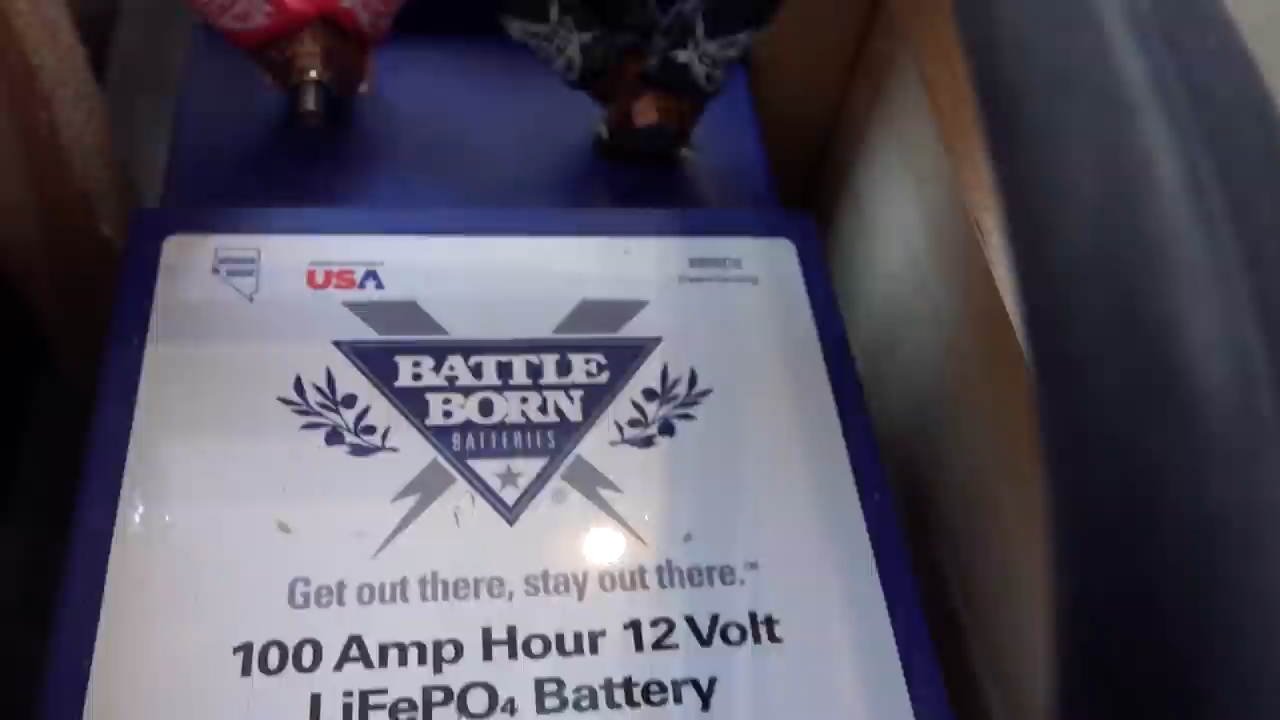 USA
BATTLE
BORN
BATTERIES
Get out there, stay out there.™
100 Amp Hour 12 Volt
LiFePO₄ Battery